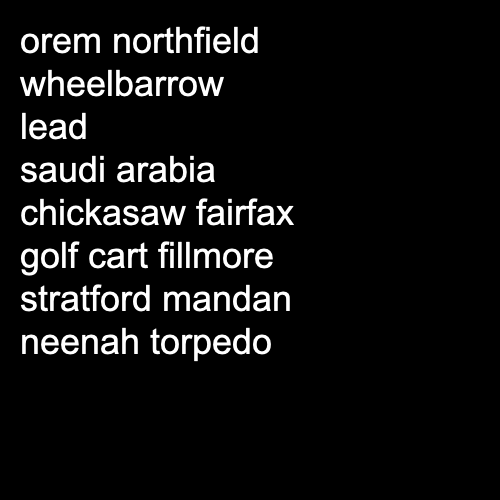 orem northfield
wheelbarrow
lead
saudi arabia
chickasaw fairfax
golf cart fillmore
stratford mandan
neenah torpedo